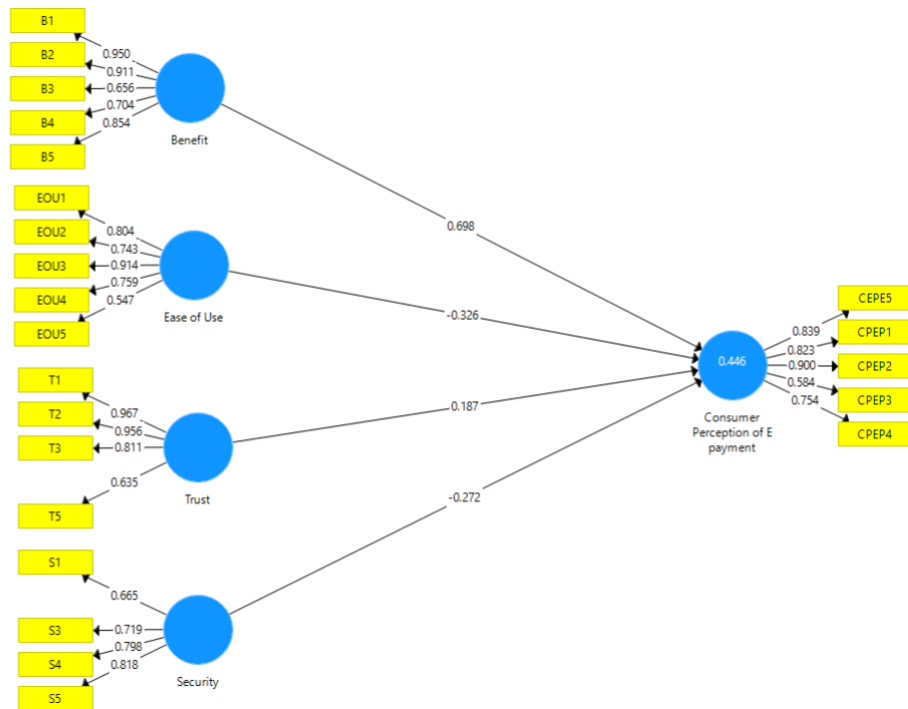 B1
B2
B3
B4
B5
0.950
0.911
0.656
0.704
0.854
Benefit
0.698
EOU1
EOU2
EOU3
EOU4
EOU5
0.804
0.743
0.914
0.759
0.547
Ease of Use
-0.326
T1
T2
T3
T5
0.967
0.956
0.811
0.635
Trust
0.187
S1
S3
S4
S5
0.665
0.719
0.798
0.818
Security
-0.272
0.446
Consumer
Perception of E
payment
0.839
0.823
0.900
0.584
0.754
CEPE5
CPEP1
CPEP2
CPEP3
CPEP4